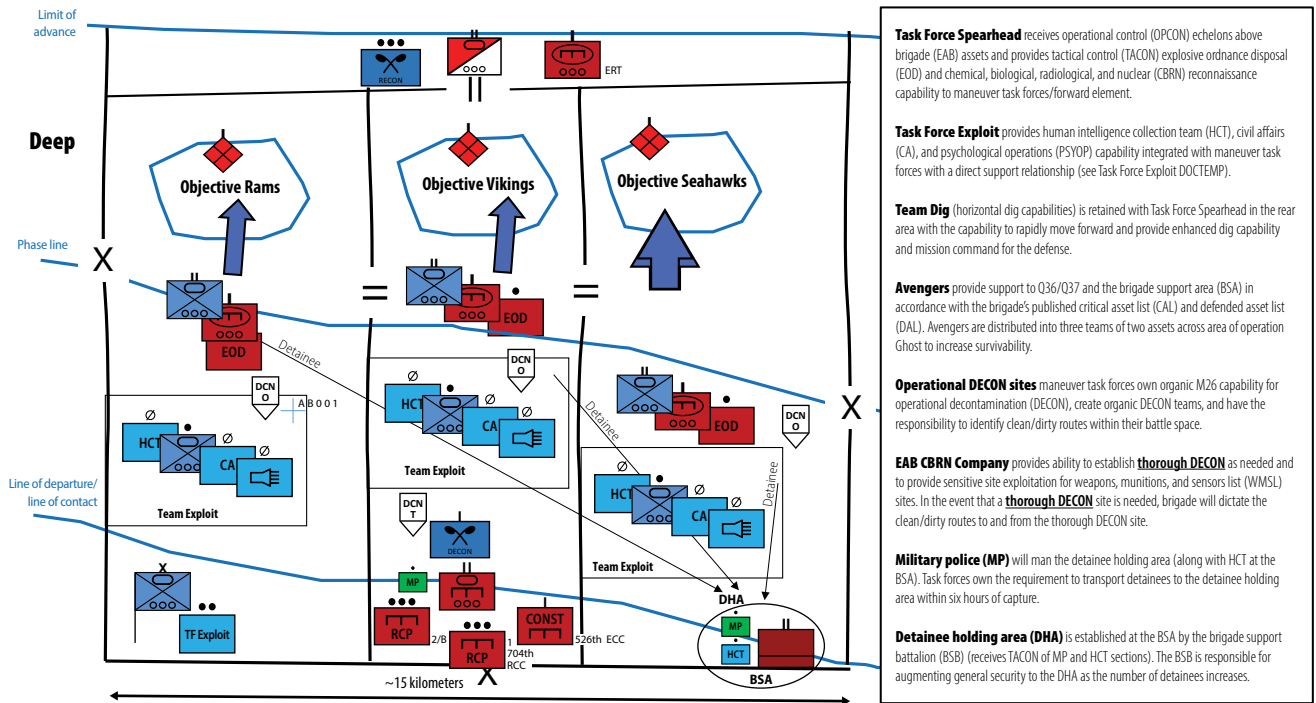 Limit of
advance
RECON
ERT
Deep
Objective Rams
Objective Vikings
Objective Seahawks
Phase line
X
EOD
EOD
EOD
Detainee
Detainee
Detainee
DCN
O
DCN
O
DCN
O
AB001
HCT
CA
Team Exploit
HCT
CA
Team Exploit
HCT
CA
Team Exploit
X
Line of departure/
line of contact
DCN
T
DECON
X
TF Exploit
MP
RCP
2/B
RCP
1
704th
RCC
CONST
526th ECC
DHA
MP
HCT
BSA
X
~15 kilometers
Task Force Spearhead receives operational control (OPCON) echelons above
brigade (EAB) assets and provides tactical control (TACON) explosive ordnance disposal
(EOD) and chemical, biological, radiological, and nuclear (CBRN) reconnaissance
capability to maneuver task forces/forward element.
Task Force Exploit provides human intelligence collection team (HCT), civil affairs
(CA), and psychological operations (PSYOP) capability integrated with maneuver task
forces with a direct support relationship (see Task Force Exploit DOCTEMP).
Team Dig (horizontal dig capabilities) is retained with Task Force Spearhead in the rear
area with the capability to rapidly move forward and provide enhanced dig capability
and mission command for the defense.
Avengers provide support to Q36/Q37 and the brigade support area (BSA) in
accordance with the brigade's published critical asset list (CAL) and defended asset list
(DAL). Avengers are distributed into three teams of two assets across area of operation
Ghost to increase survivability.
Operational DECON sites maneuver task forces own organic M26 capability for
operational decontamination (DECON), create organic DECON teams, and have the
responsibility to identify clean/dirty routes within their battle space.
EAB CBRN Company provides ability to establish thorough DECON as needed and
to provide sensitive site exploitation for weapons, munitions, and sensors list (WMSL)
sites. In the event that a thorough DECON site is needed, brigade will dictate the
clean/dirty routes to and from the thorough DECON site.
Military police (MP) will man the detainee holding area (along with HCT at the
BSA). Task forces own the requirement to transport detainees to the detainee holding
area within six hours of capture.
Detainee holding area (DHA) is established at the BSA by the brigade support
battalion (BSB) (receives TACON of MP and HCT sections). The BSB is responsible for
augmenting general security to the DHA as the number of detainees increases.